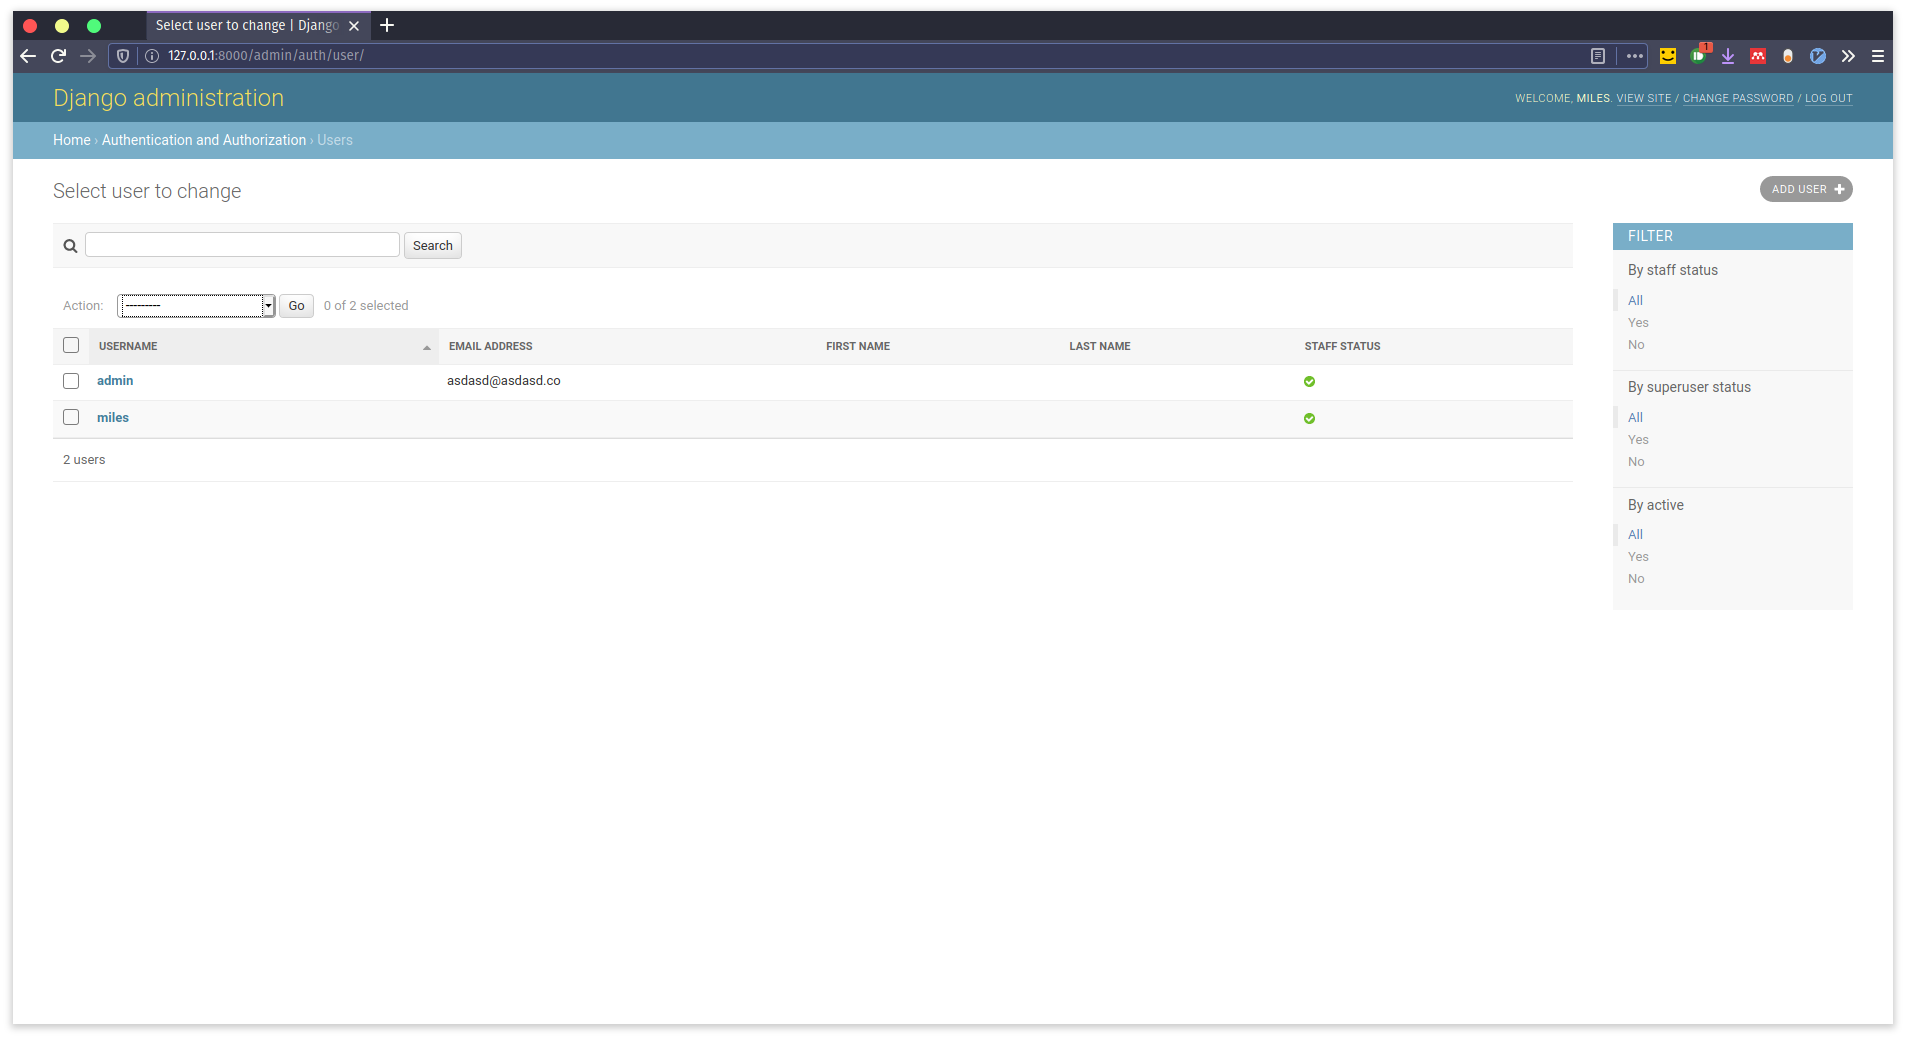 Select user to change | Django
127.0.0.1:8000/admin/auth/user/
1
Django administration
WELCOME, MILES. VIEW SITE / CHANGE PASSWORD / LOG OUT
Home › Authentication and Authorization › Users
Select user to change
ADD USER
Search
Action: --------- Go 0 of 2 selected
USERNAME EMAIL ADDRESS FIRST NAME LAST NAME STAFF STATUS
admin asdasd@asdasd.co
miles
2 users
FILTER
By staff status
All
Yes
No
By superuser status
All
Yes
No
By active
All
Yes
No